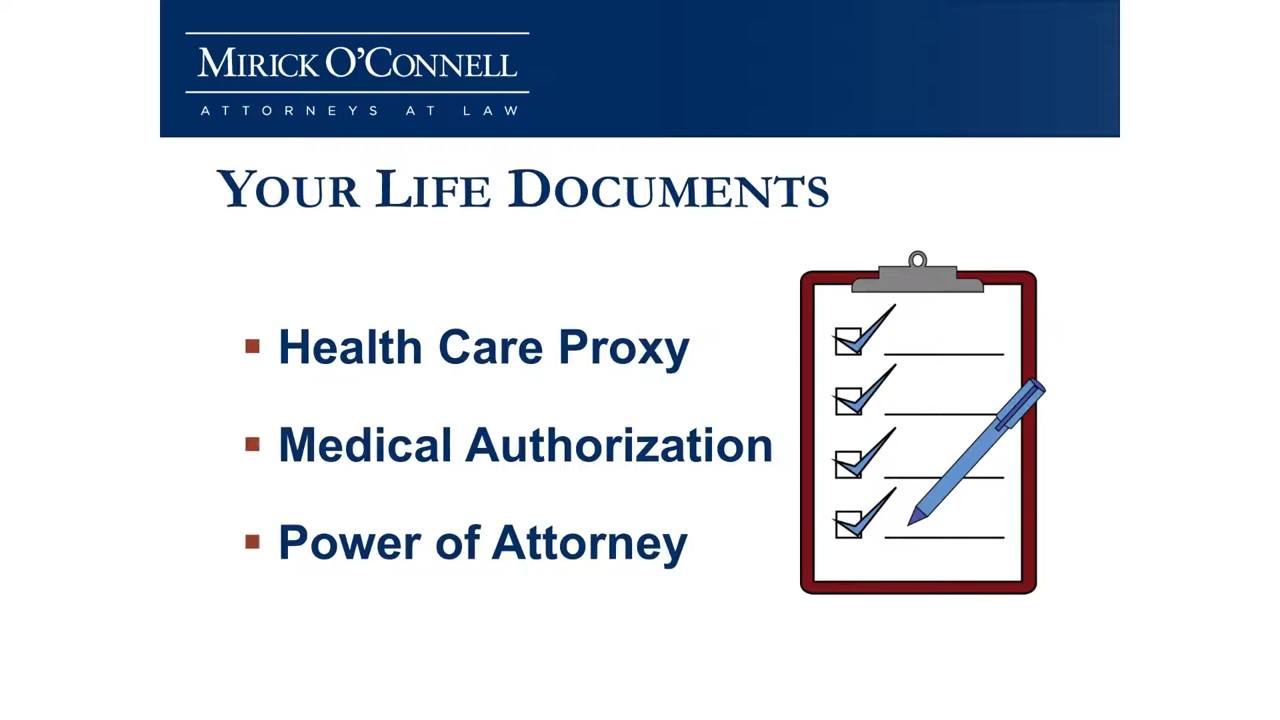 MIRICK O'CONNELL
ATTORNEYS AT LAW
YOUR LIFE DOCUMENTS
▪ Health Care Proxy
▪ Medical Authorization
▪ Power of Attorney